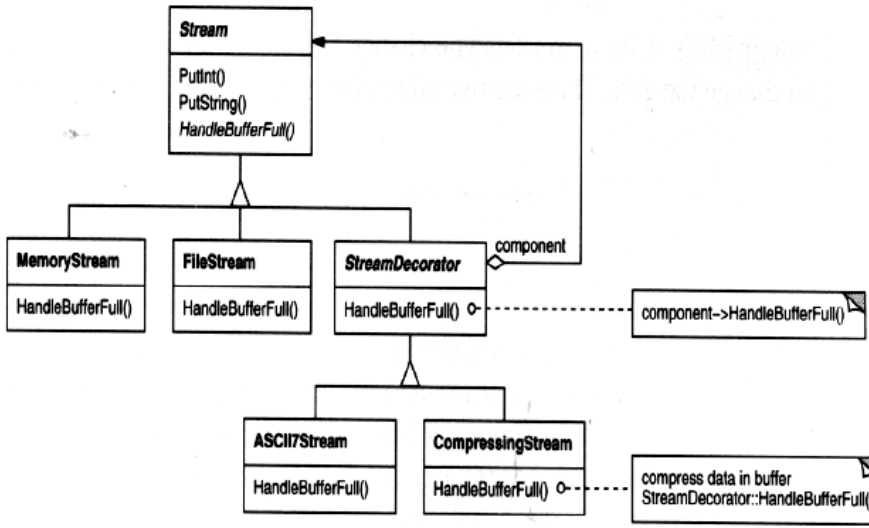 Stream
PutInt()
PutString()
HandleBufferFull()
MemoryStream
HandleBufferFull()
FileStream
HandleBufferFull()
StreamDecorator
HandleBufferFull()
component
component->HandleBufferFull()
ASCII7Stream
HandleBufferFull()
CompressingStream
HandleBufferFull()
compress data in buffer
StreamDecorator::HandleBufferFull(